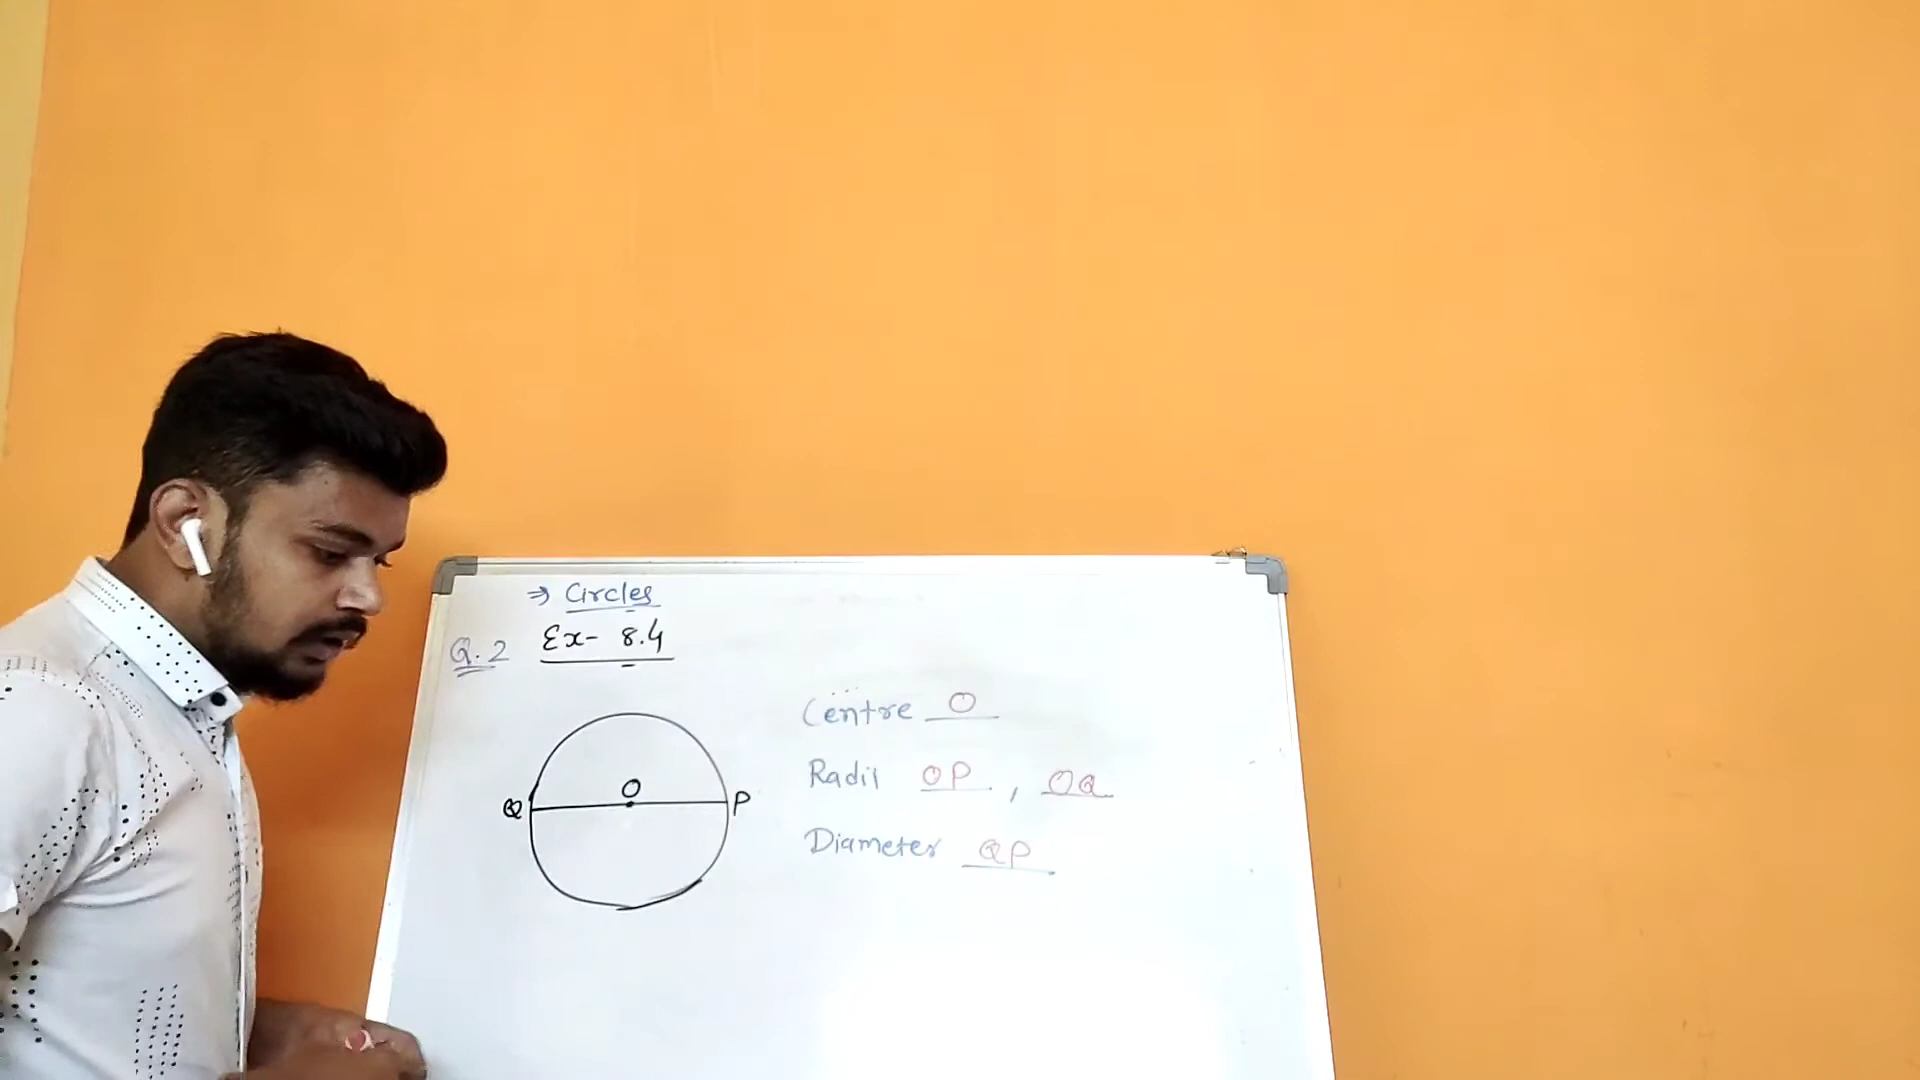 ⇒ Circles
Q.2 Ex- 8.4
O
Q P
Centre O
Radii OP , OQ
Diameter QP